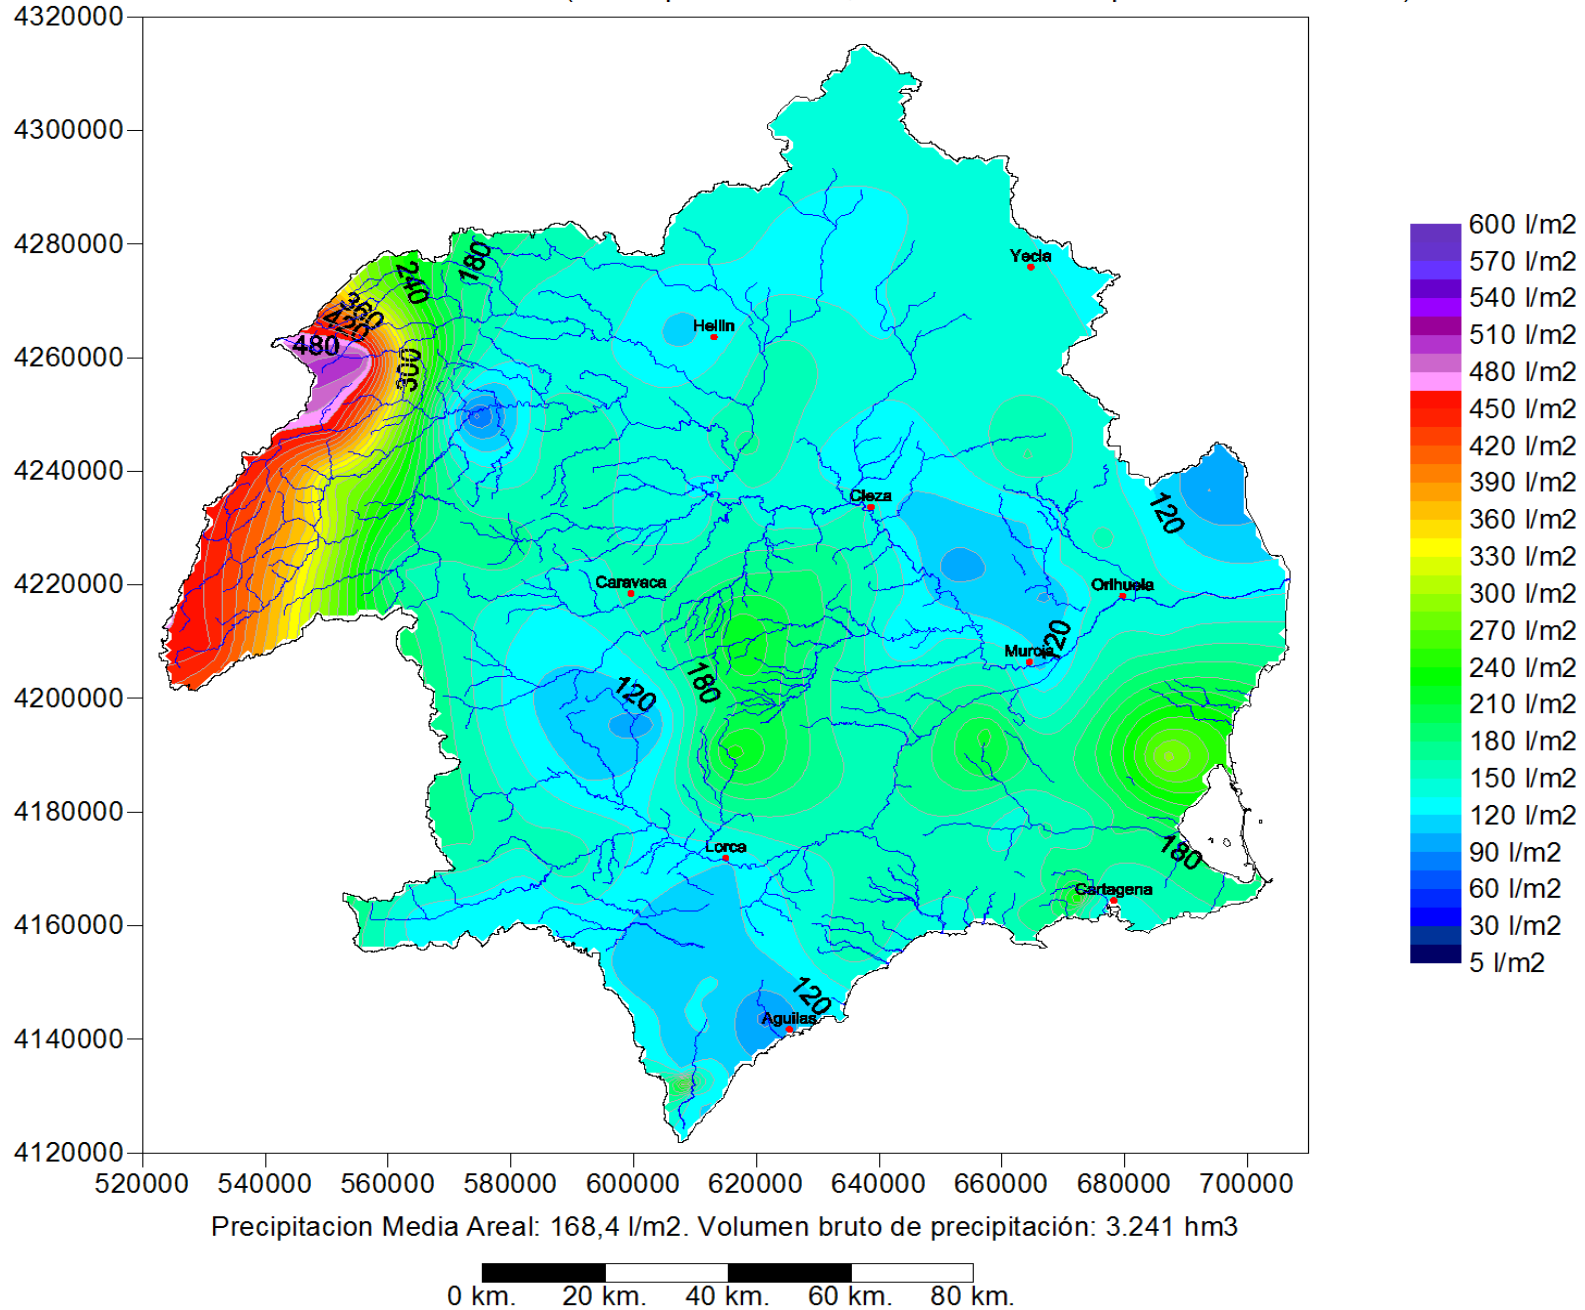 4320000
4300000
4280000
4260000
4240000
4220000
4200000
4180000
4160000
4140000
4120000
520000 540000 560000 580000 600000 620000 640000 660000 680000 700000
240
180
360
420
480
300
Yecla
Hellin
Cieza
120
Caravaca
Orihuela
120
Murcia
180
120
Lorca
180
Cartagena
120
Aguilas
600 l/m2
570 l/m2
540 l/m2
510 l/m2
480 l/m2
450 l/m2
420 l/m2
390 l/m2
360 l/m2
330 l/m2
300 l/m2
270 l/m2
240 l/m2
210 l/m2
180 l/m2
150 l/m2
120 l/m2
90 l/m2
60 l/m2
30 l/m2
5 l/m2
Precipitacion Media Areal: 168,4 l/m2. Volumen bruto de precipitación: 3.241 hm3
0 km. 20 km. 40 km. 60 km. 80 km.